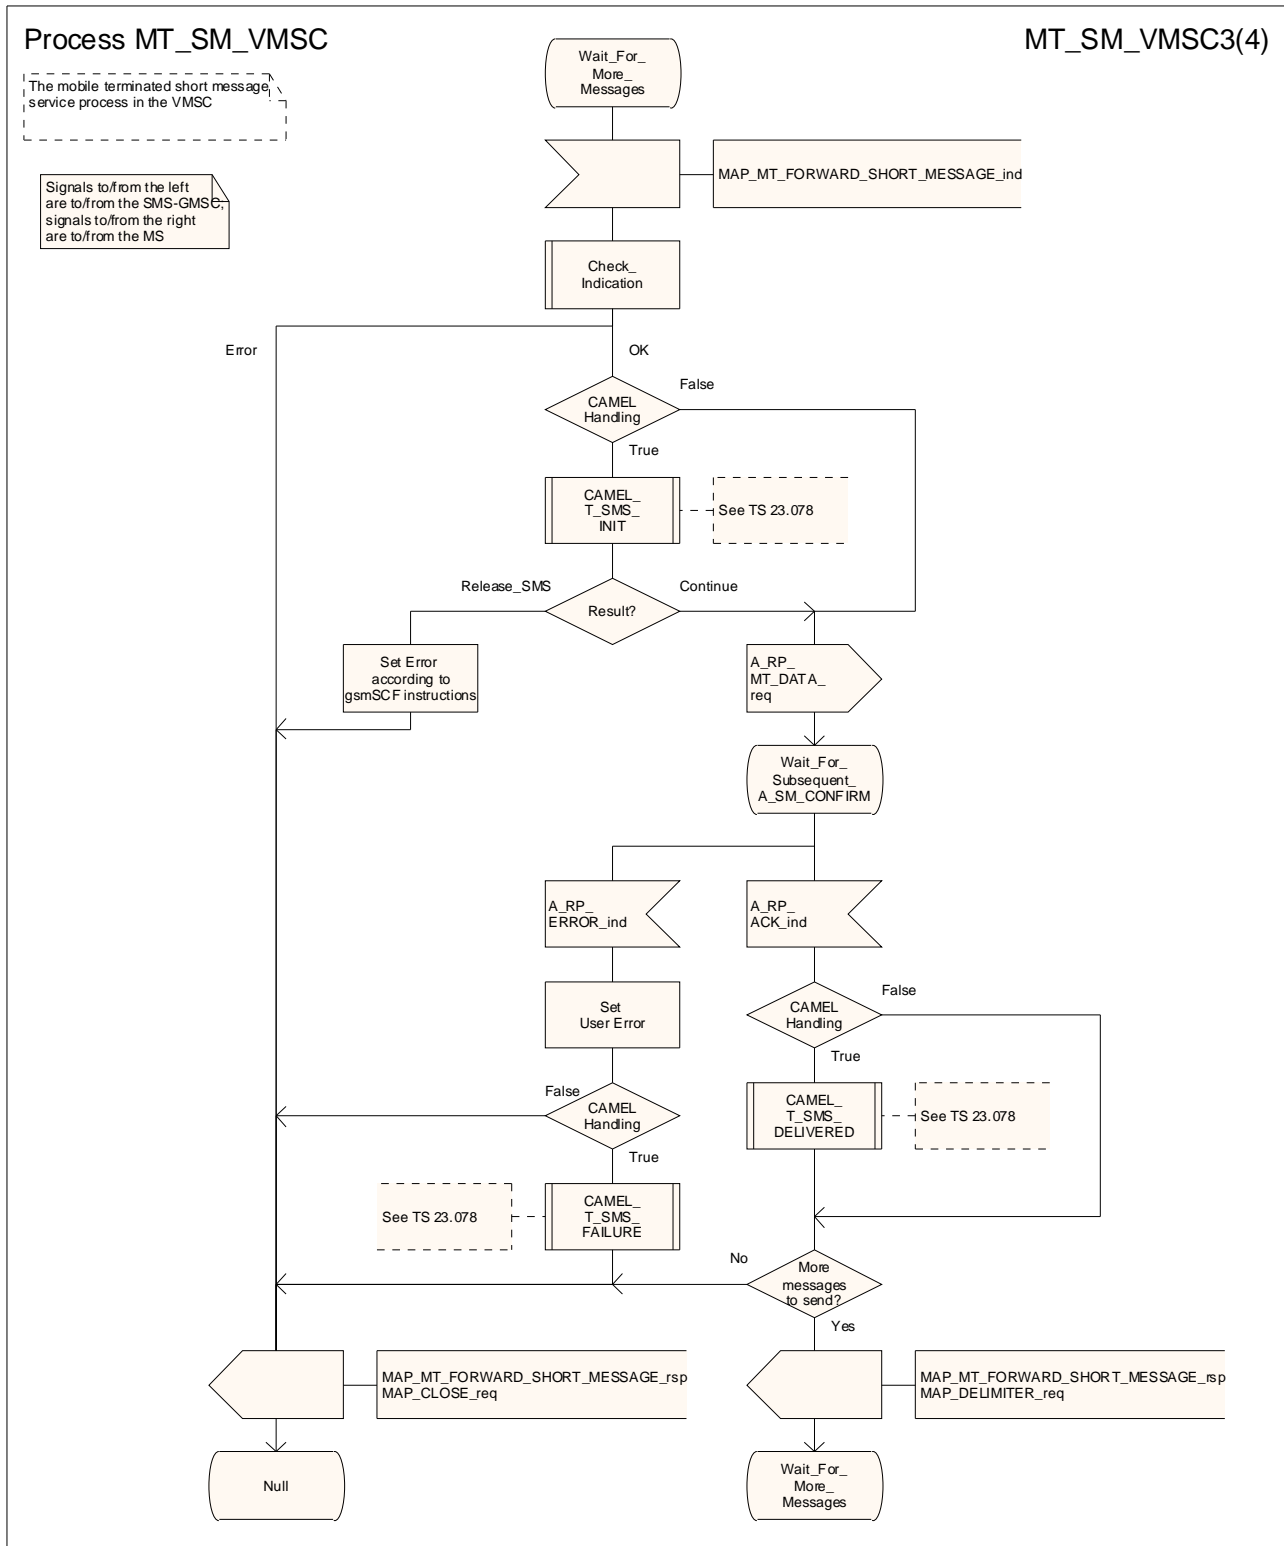 Process MT_SM_VMSC
MT_SM_VMSC3(4)
The mobile terminated short message
service process in the VMSC
Signals to/from the left
are to/from the SMS-GMSC;
signals to/from the right
are to/from the MS
Wait_For_
More_
Messages
MAP_MT_FORWARD_SHORT_MESSAGE_ind
Check_
Indication
Error
OK
CAMEL
Handling
False
True
CAMEL_
T_SMS_
INIT
See TS 23.078
Release_SMS
Result?
Continue
Set Error
according to
gsmSCF instructions
A_RP_
MT_DATA_
req
Wait_For_
Subsequent_
A_SM_CONFIRM
A_RP_
ERROR_ind
A_RP_
ACK_ind
Set
User Error
CAMEL
Handling
False
True
False
CAMEL
Handling
True
CAMEL_
T_SMS_
DELIVERED
See TS 23.078
See TS 23.078
CAMEL_
T_SMS_
FAILURE
No
More
messages
to send?
Yes
MAP_MT_FORWARD_SHORT_MESSAGE_rsp
MAP_CLOSE_req
MAP_MT_FORWARD_SHORT_MESSAGE_rsp
MAP_DELIMITER_req
Null
Wait_For_
More_
Messages